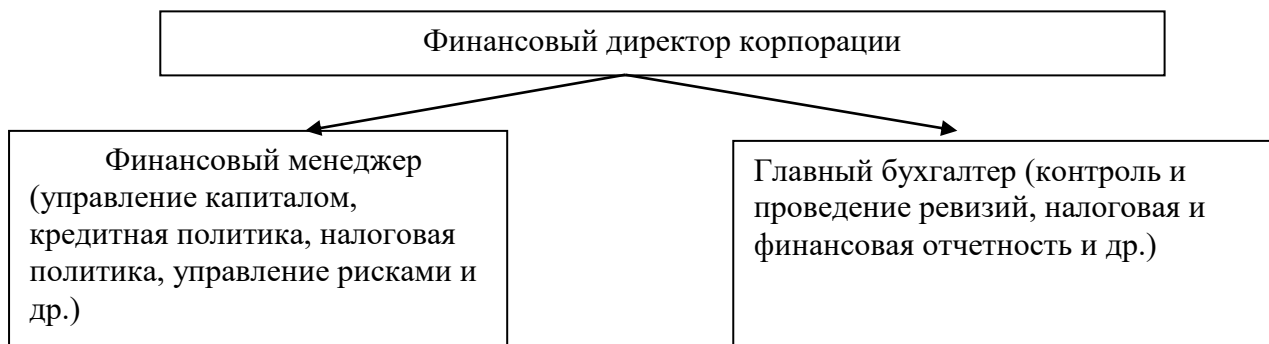 Финансовый директор корпорации
Финансовый менеджер
(управление капиталом,
кредитная политика, налоговая
политика, управление рисками и
др.)
Главный бухгалтер (контроль и
проведение ревизий, налоговая и
финансовая отчетность и др.)